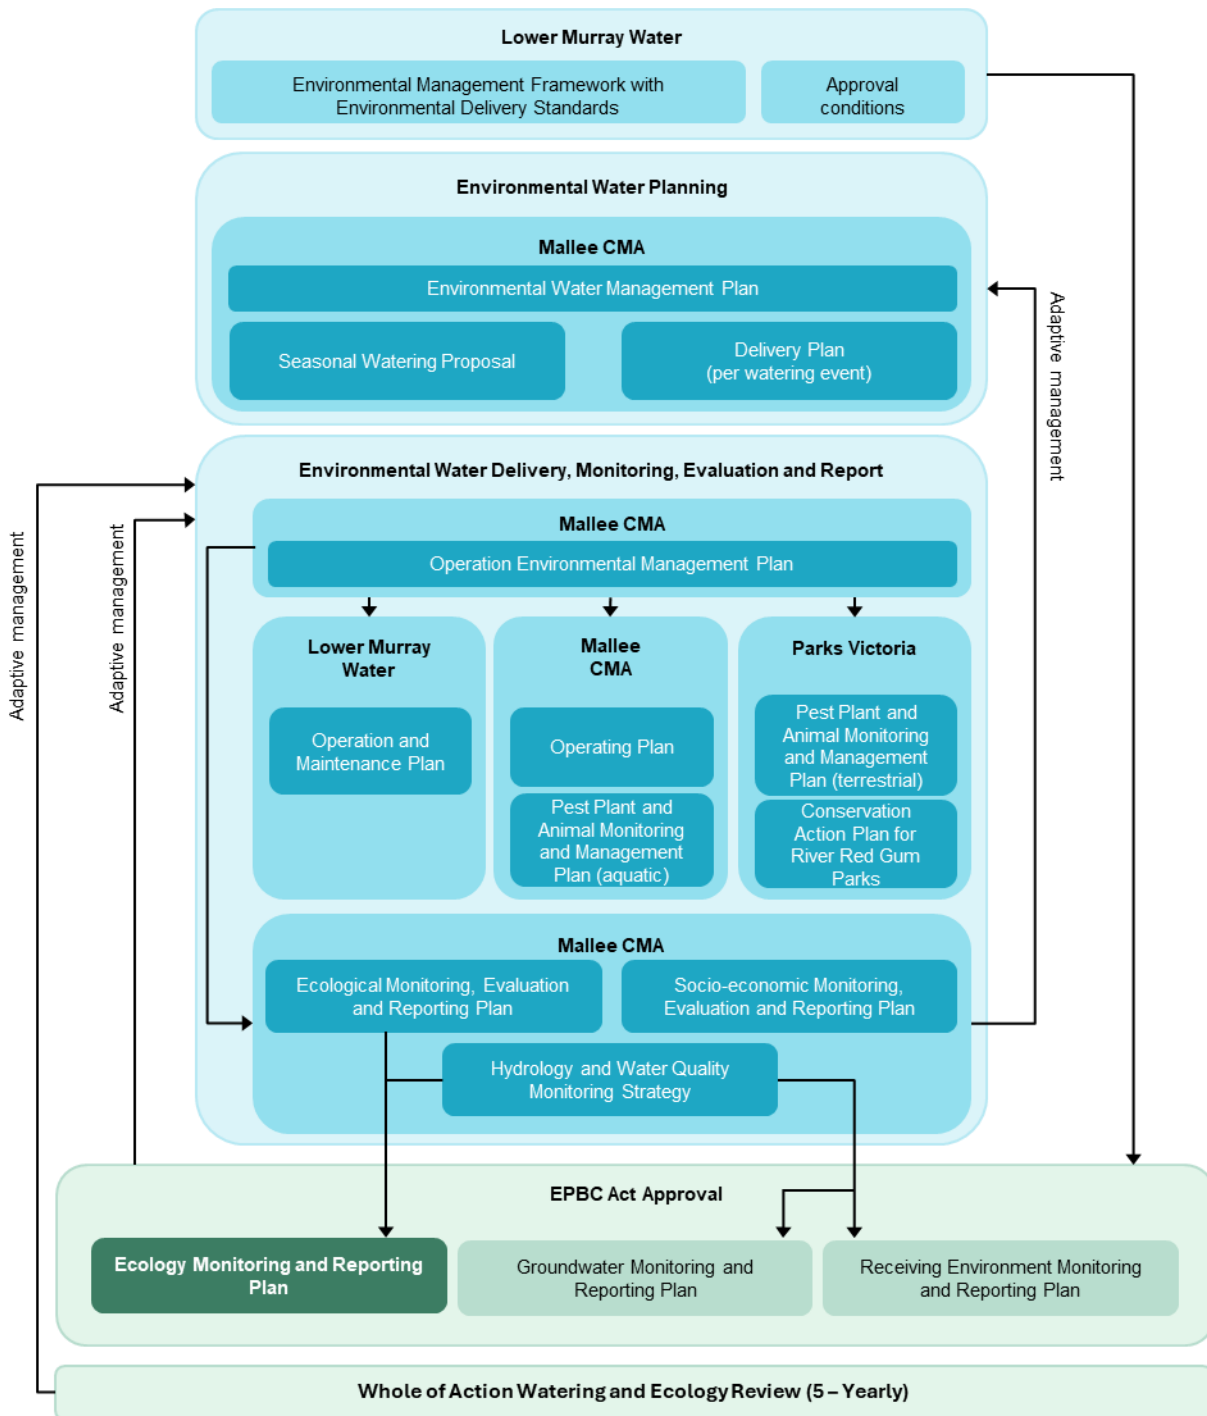 Lower Murray Water
Environmental Management Framework with
Environmental Delivery Standards
Approval
conditions
Environmental Water Planning
Mallee CMA
Environmental Water Management Plan
Seasonal Watering Proposal
Delivery Plan
(per watering event)
Adaptive management
Environmental Water Delivery, Monitoring, Evaluation and Report
Mallee CMA
Operation Environmental Management Plan
Adaptive management
Adaptive management
Lower Murray
Water
Operation and
Maintenance Plan
Mallee
CMA
Operating Plan
Pest Plant and
Animal Monitoring
and Management
Plan (aquatic)
Parks Victoria
Pest Plant and
Animal Monitoring
and Management
Plan (terrestrial)
Conservation
Action Plan for
River Red Gum
Parks
Mallee CMA
Ecological Monitoring, Evaluation
and Reporting Plan
Socio-economic Monitoring,
Evaluation and Reporting Plan
Hydrology and Water Quality
Monitoring Strategy
EPBC Act Approval
Ecology Monitoring and Reporting
Plan
Groundwater Monitoring and
Reporting Plan
Receiving Environment Monitoring
and Reporting Plan
Whole of Action Watering and Ecology Review (5 – Yearly)